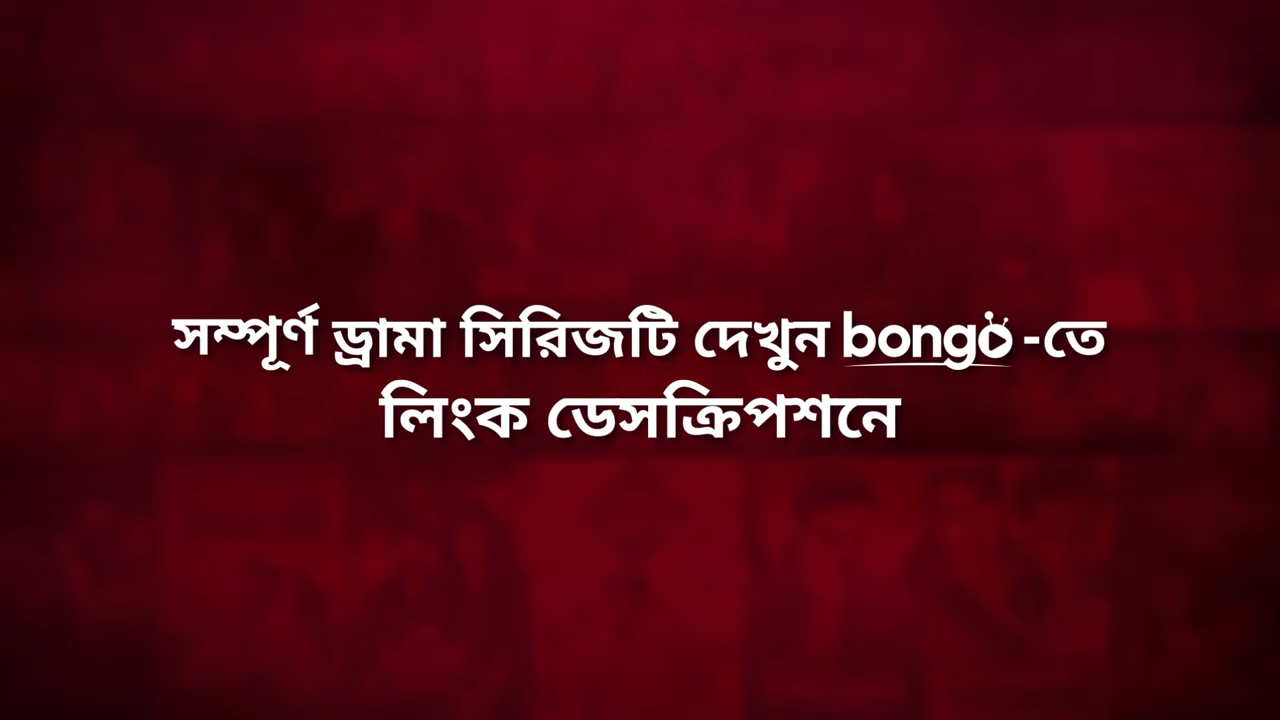 সম্পূর্ণ ড্রামা সিরিজটি দেখুন bongo -তে
লিংক ডেসক্রিপশনে